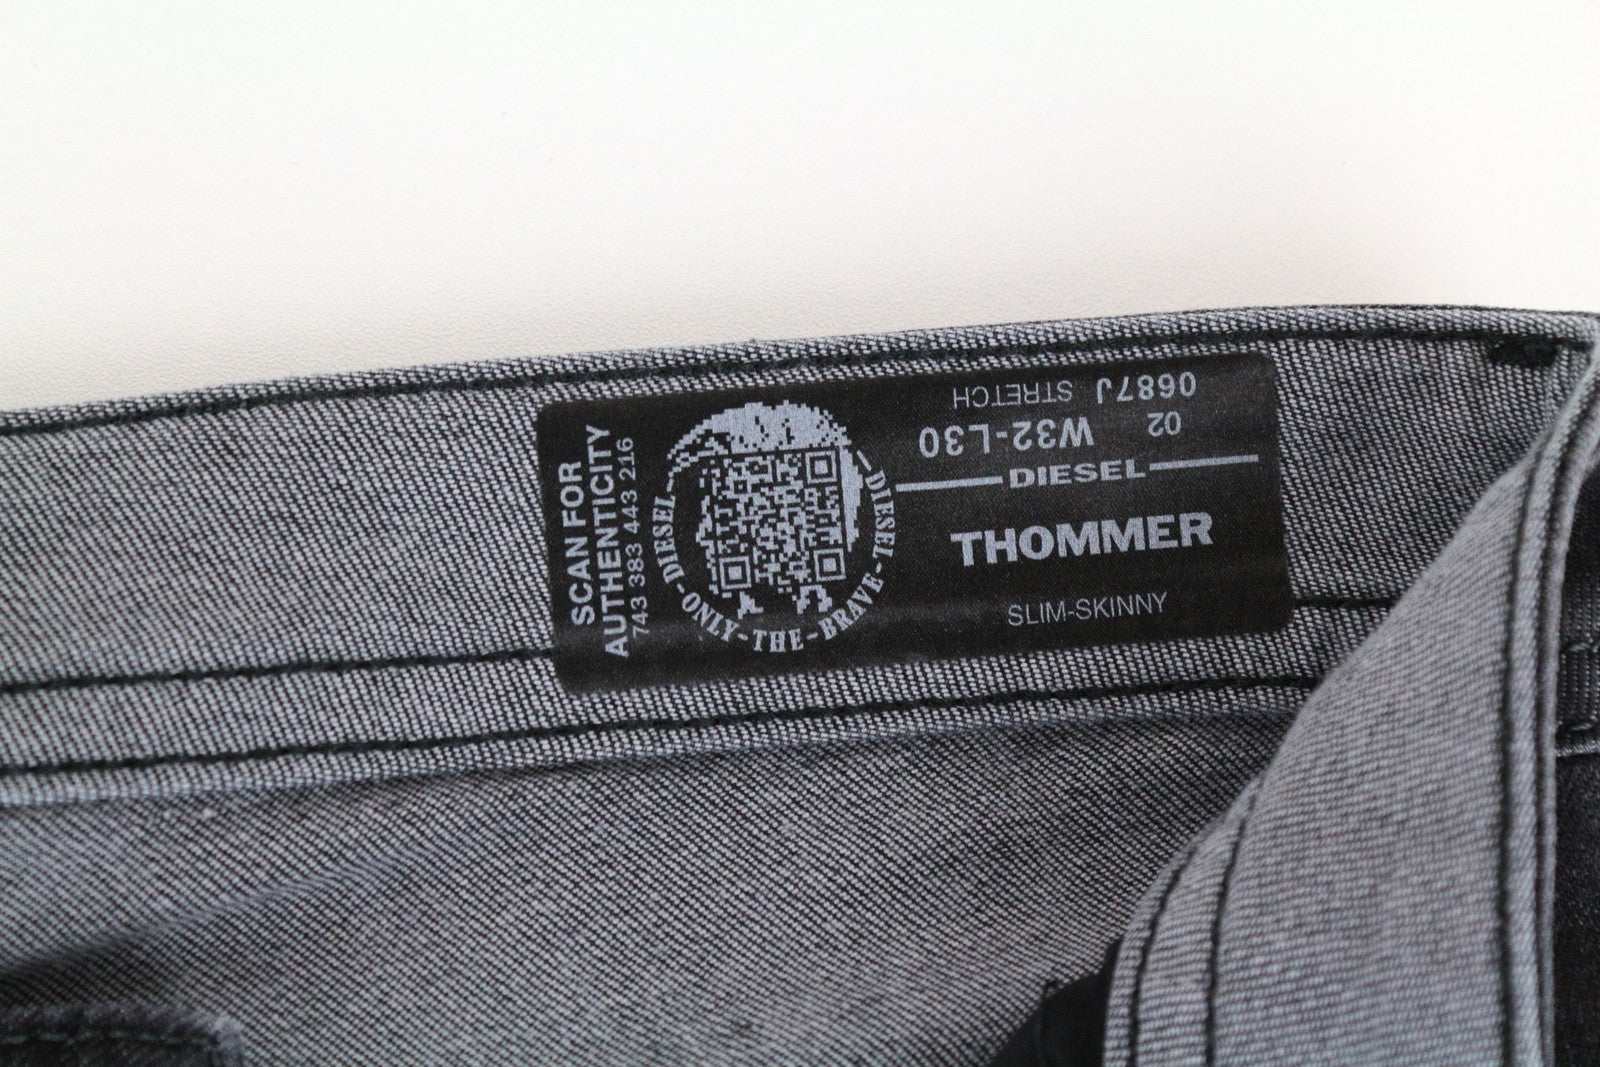 SCAN FOR
AUTHENTICITY
743 383 443 216
DIESEL-ONLY-THE-BRAVE-DIESEL
0687J STRETCH
02 W32-L30
DIESEL
THOMMER
SLIM-SKINNY